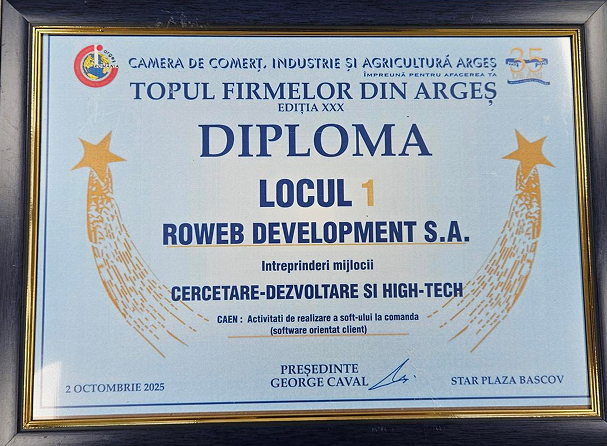 CAMERA DE COMERȚ, INDUSTRIE ȘI AGRICULTURĂ ARGEȘ
ÎMPREUNĂ PENTRU AFACEREA TA
35
TOPUL FIRMELOR DIN ARGEȘ
EDIȚIA XXX
DIPLOMA
LOCUL 1
ROWEB DEVELOPMENT S.A.
Intreprinderi mijlocii
CERCETARE-DEZVOLTARE SI HIGH-TECH
CAEN : Activitati de realizare a soft-ului la comanda
(software orientat client)
PREȘEDINTE
GEORGE CAVAL
2 OCTOMBRIE 2025
STAR PLAZA BASCOV